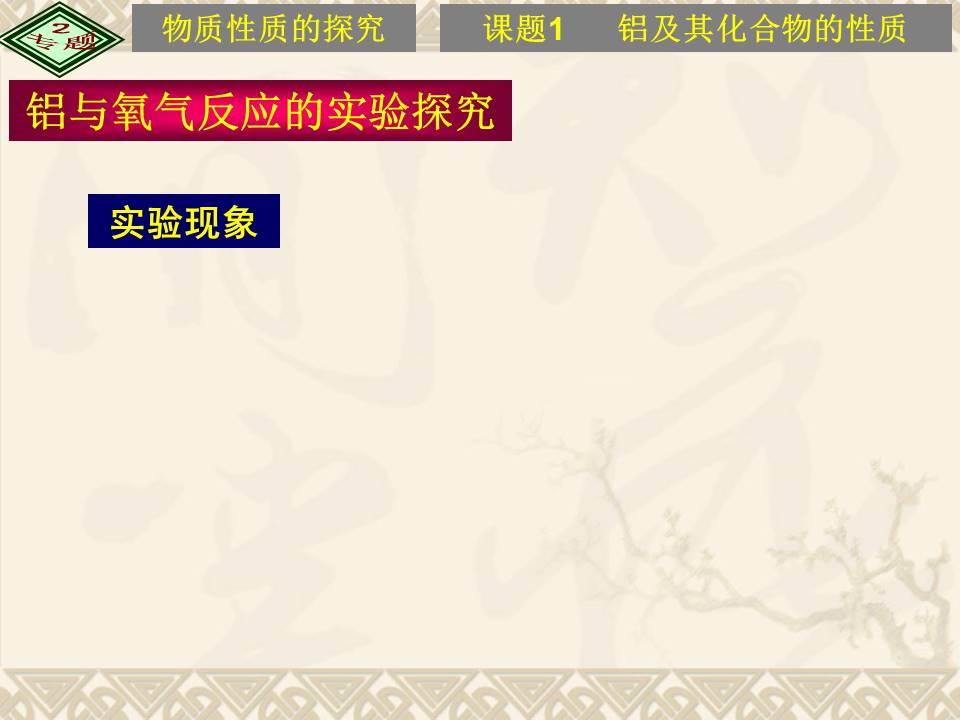 2
专题
物质性质的探究
课题1 铝及其化合物的性质
铝与氧气反应的实验探究
实验现象